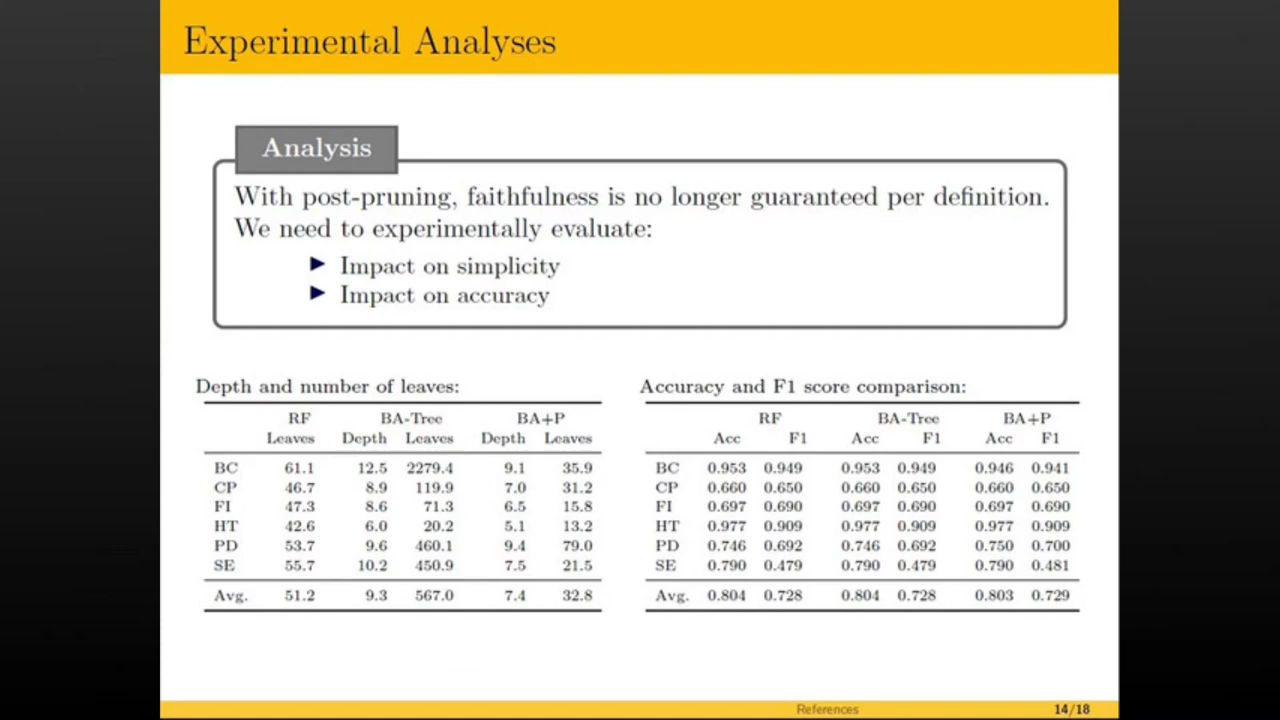 Experimental Analyses
Analysis
With post-pruning, faithfulness is no longer guaranteed per definition.
We need to experimentally evaluate:
▶ Impact on simplicity
▶ Impact on accuracy
Depth and number of leaves:
RF BA-Tree BA+P
Leaves Depth Leaves Depth Leaves
BC 61.1 12.5 2279.4 9.1 35.9
CP 46.7 8.9 119.9 7.0 31.2
FI 47.3 8.6 71.3 6.5 15.8
HT 42.6 6.0 20.2 5.1 13.2
PD 53.7 9.6 460.1 9.4 79.0
SE 55.7 10.2 450.9 7.5 21.5
Avg. 51.2 9.3 567.0 7.4 32.8
Accuracy and F1 score comparison:
RF BA-Tree BA+P
Acc F1 Acc F1 Acc F1
BC 0.953 0.949 0.953 0.949 0.946 0.941
CP 0.660 0.650 0.660 0.650 0.660 0.650
FI 0.697 0.690 0.697 0.690 0.697 0.690
HT 0.977 0.909 0.977 0.909 0.977 0.909
PD 0.746 0.692 0.746 0.692 0.750 0.700
SE 0.790 0.479 0.790 0.479 0.790 0.481
Avg. 0.804 0.728 0.804 0.728 0.803 0.729
References 14/18